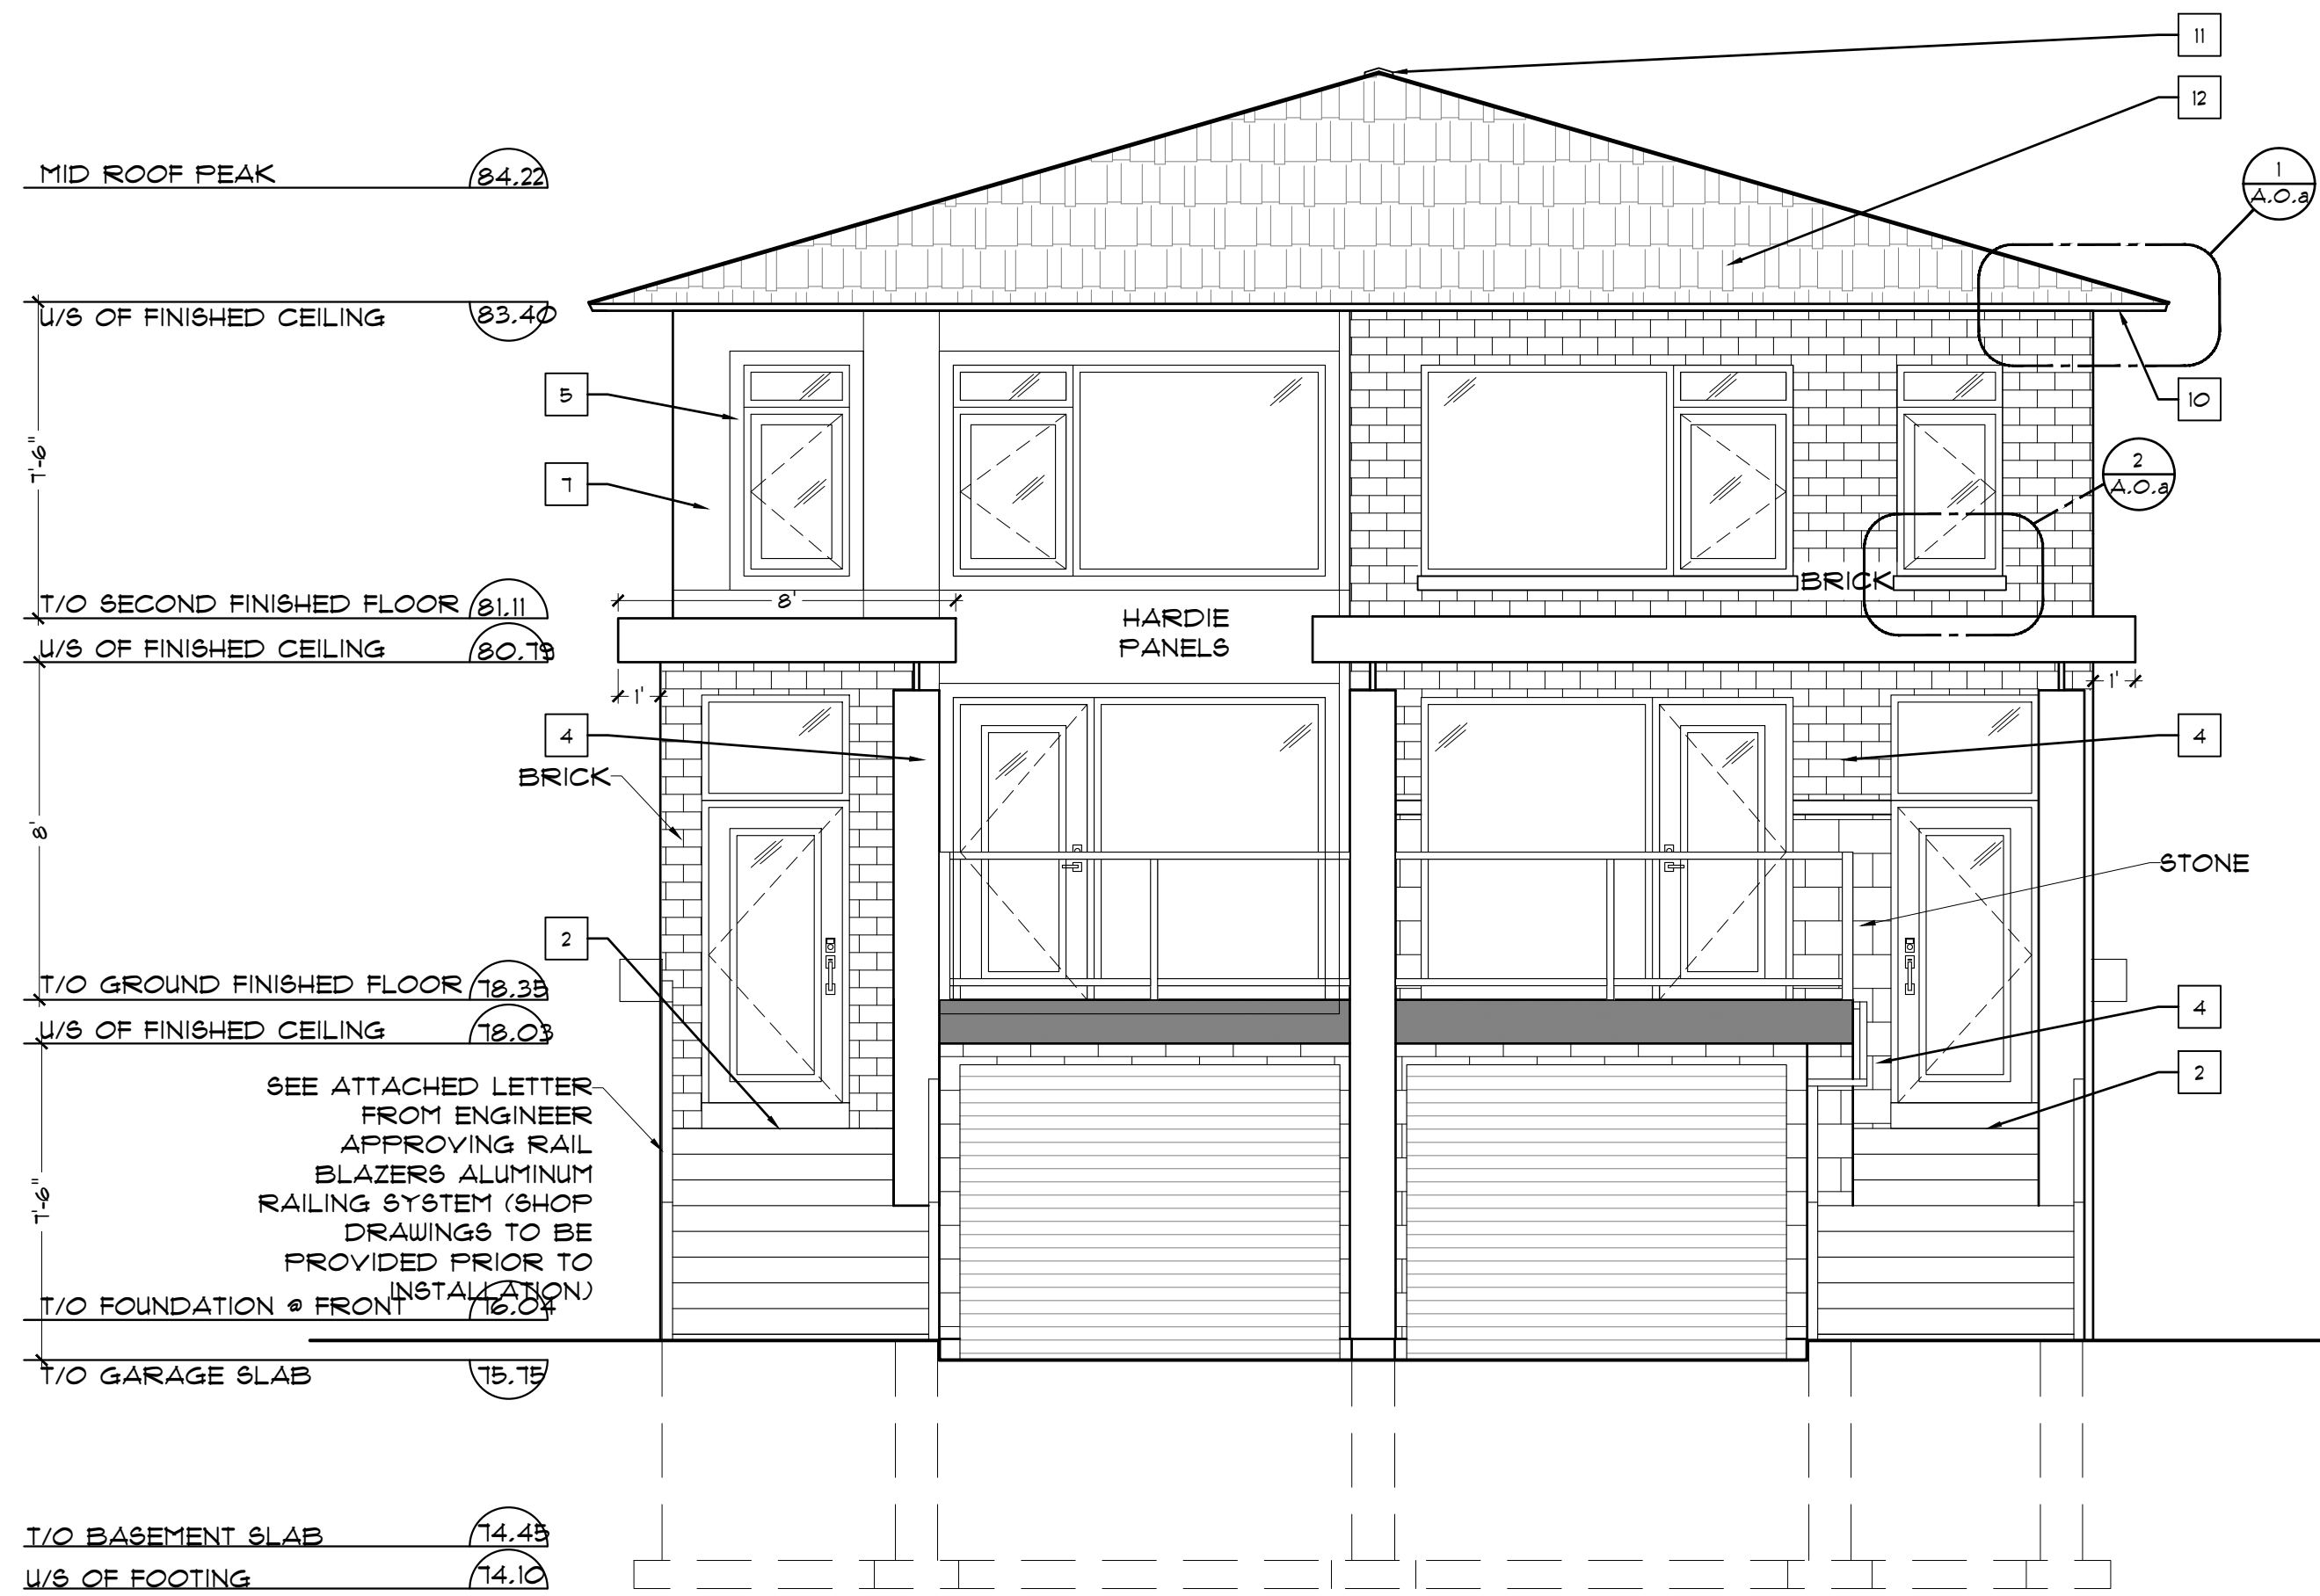 11
12
1
A.O.a
MID ROOF PEAK 84.22
U/S OF FINISHED CEILING 83.40
5
10
7
7'-6"
2
A.O.a
BRICK
T/O SECOND FINISHED FLOOR 81.11
8'
HARDIE
PANELS
U/S OF FINISHED CEILING 80.79
1'
1'
4
4
BRICK
8'
STONE
2
T/O GROUND FINISHED FLOOR 78.35
4
U/S OF FINISHED CEILING 78.03
2
SEE ATTACHED LETTER
FROM ENGINEER
APPROVING RAIL
BLAZERS ALUMINUM
RAILING SYSTEM (SHOP
DRAWINGS TO BE
PROVIDED PRIOR TO
INSTALLATION)
7'-6"
T/O FOUNDATION @ FRONT 76.04
T/O GARAGE SLAB 75.75
T/O BASEMENT SLAB 74.45
U/S OF FOOTING 74.10